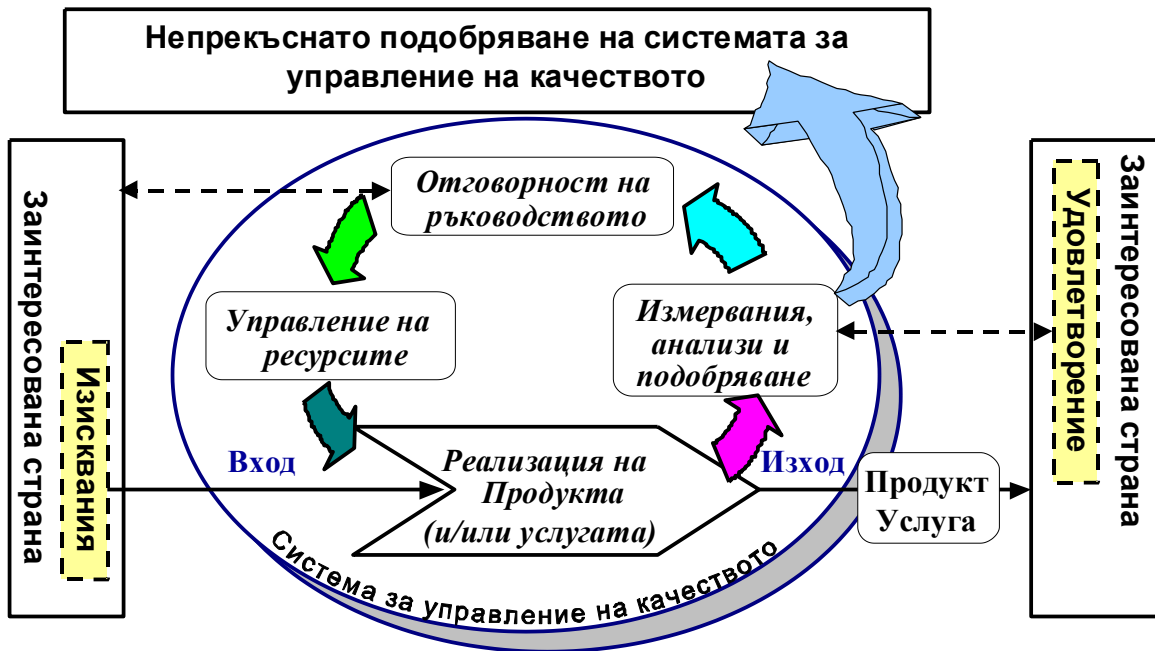 Непрекъснато подобряване на системата за
управление на качеството
Заинтересована страна
Изисквания
Отговорност на
ръководството
Управление на
ресурсите
Измервания,
анализи и
подобряване
Вход
Реализация на
Продукта
(и/или услугата)
Изход
Продукт
Услуга
Система за управление на качеството
Удовлетворение
Заинтересована страна